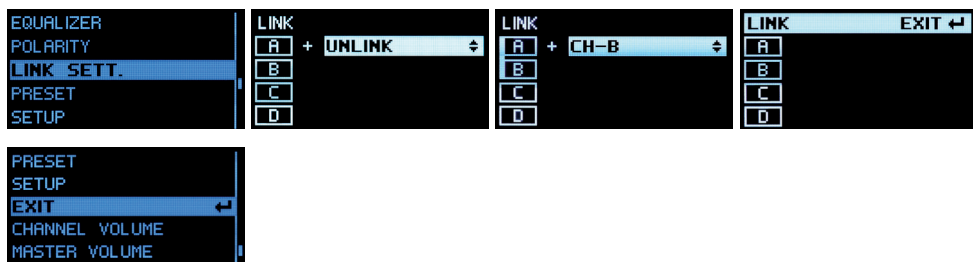 EQUALIZER
POLARITY
LINK SETT.
PRESET
SETUP
LINK
A + UNLINK
B
C
D
LINK
A + CH-B
B
C
D
LINK EXIT ↵
A
B
C
D
PRESET
SETUP
EXIT ↵
CHANNEL VOLUME
MASTER VOLUME